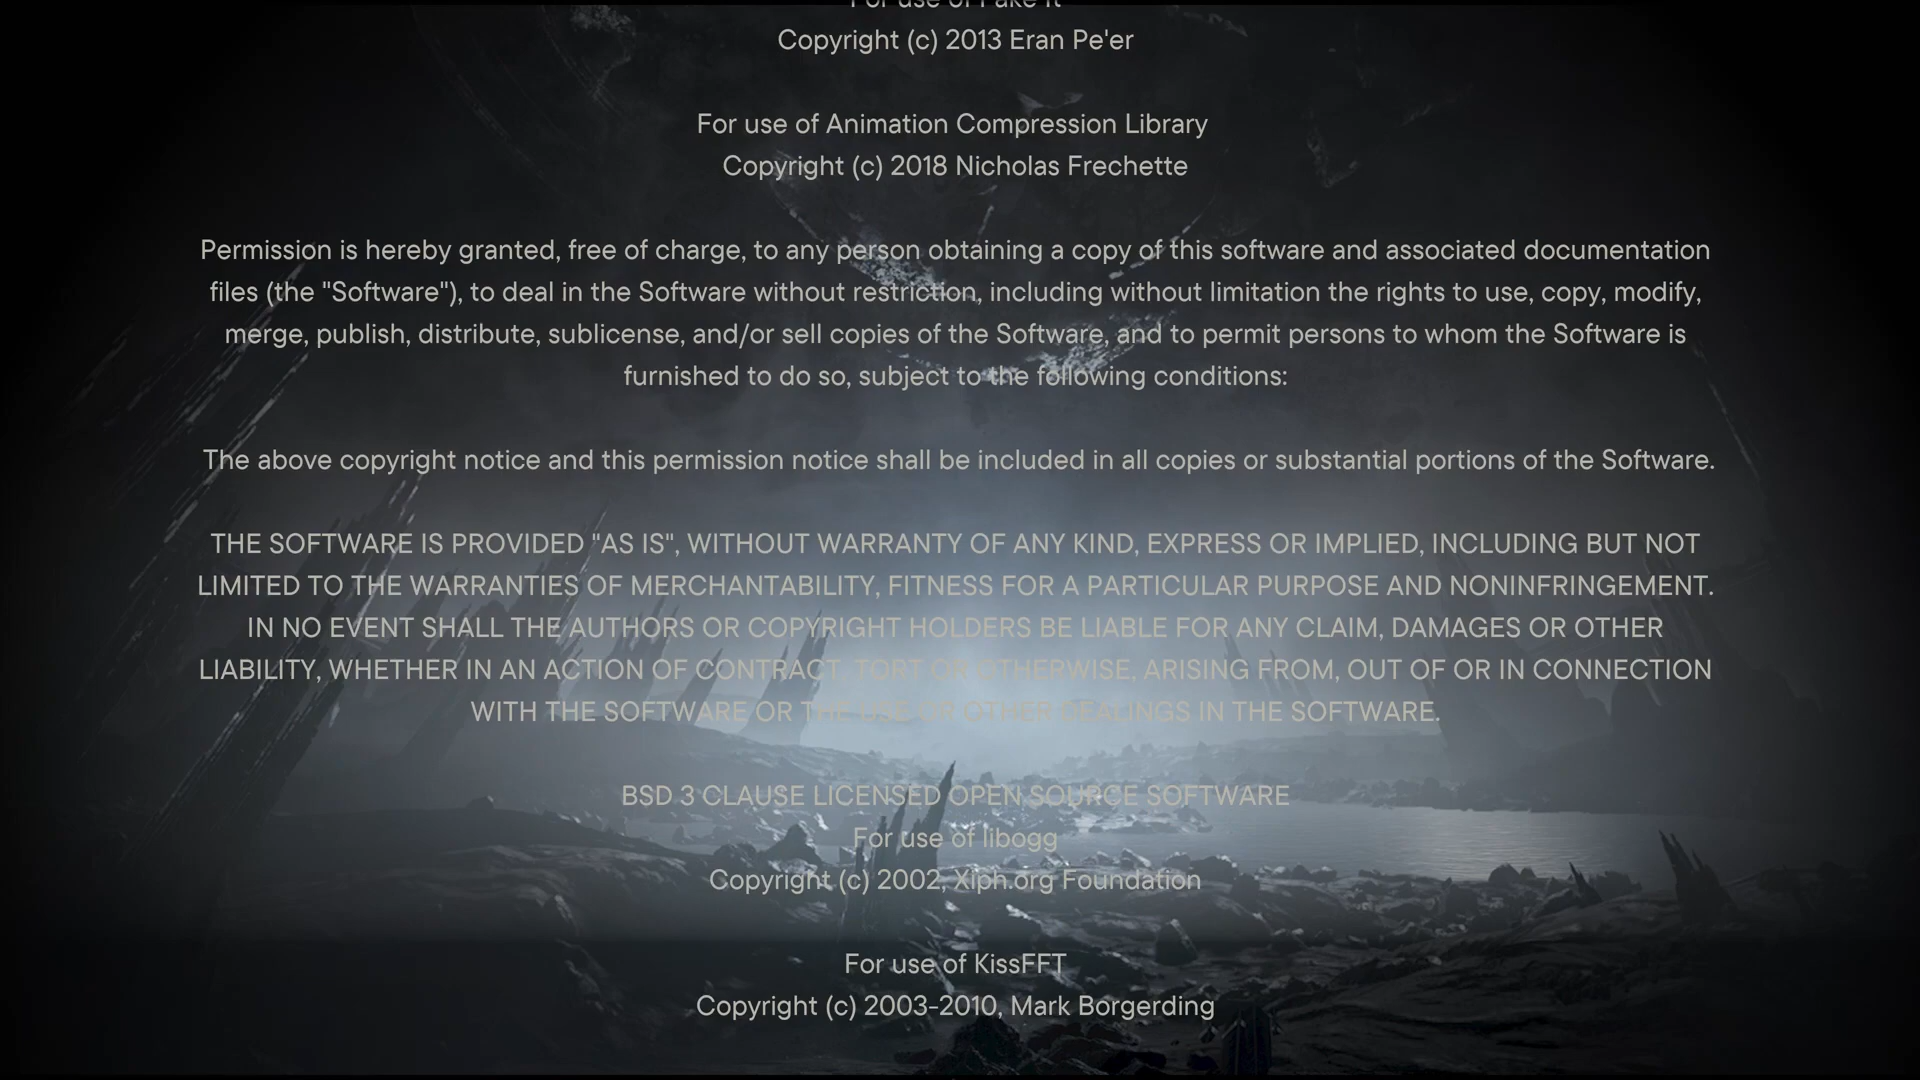 For use of Fake It
Copyright (c) 2013 Eran Pe'er
For use of Animation Compression Library
Copyright (c) 2018 Nicholas Frechette
Permission is hereby granted, free of charge, to any person obtaining a copy of this software and associated documentation
files (the "Software"), to deal in the Software without restriction, including without limitation the rights to use, copy, modify,
merge, publish, distribute, sublicense, and/or sell copies of the Software, and to permit persons to whom the Software is
furnished to do so, subject to the following conditions:
The above copyright notice and this permission notice shall be included in all copies or substantial portions of the Software.
THE SOFTWARE IS PROVIDED "AS IS", WITHOUT WARRANTY OF ANY KIND, EXPRESS OR IMPLIED, INCLUDING BUT NOT
LIMITED TO THE WARRANTIES OF MERCHANTABILITY, FITNESS FOR A PARTICULAR PURPOSE AND NONINFRINGEMENT.
IN NO EVENT SHALL THE AUTHORS OR COPYRIGHT HOLDERS BE LIABLE FOR ANY CLAIM, DAMAGES OR OTHER
LIABILITY, WHETHER IN AN ACTION OF CONTRACT, TORT OR OTHERWISE, ARISING FROM, OUT OF OR IN CONNECTION
WITH THE SOFTWARE OR THE USE OR OTHER DEALINGS IN THE SOFTWARE.
BSD 3 CLAUSE LICENSED OPEN SOURCE SOFTWARE
For use of libogg
Copyright (c) 2002, Xiph.org Foundation
For use of KissFFT
Copyright (c) 2003-2010, Mark Borgerding